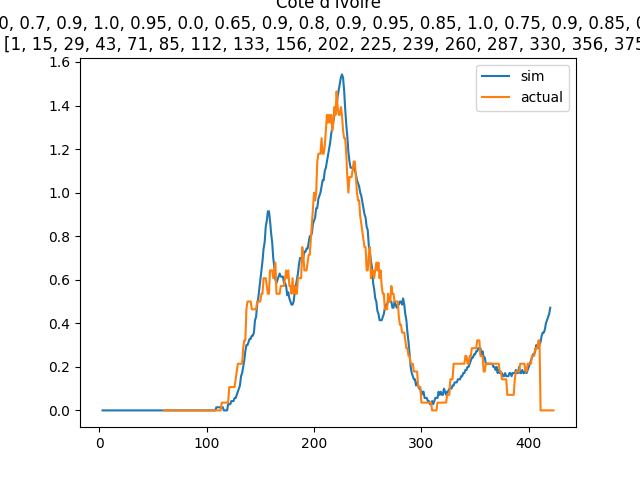 Côte d'Ivoire
0, 0.7, 0.9, 1.0, 0.95, 0.0, 0.65, 0.9, 0.8, 0.9, 0.95, 0.85, 1.0, 0.75, 0.9, 0.85, 0
[1, 15, 29, 43, 71, 85, 112, 133, 156, 202, 225, 239, 260, 287, 330, 356, 375
sim
actual
1.6
1.4
1.2
1.0
0.8
0.6
0.4
0.2
0.0
0 100 200 300 400